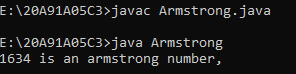 E:\20A91A05C3>javac Armstrong.java
E:\20A91A05C3>java Armstrong
1634 is an armstrong number,